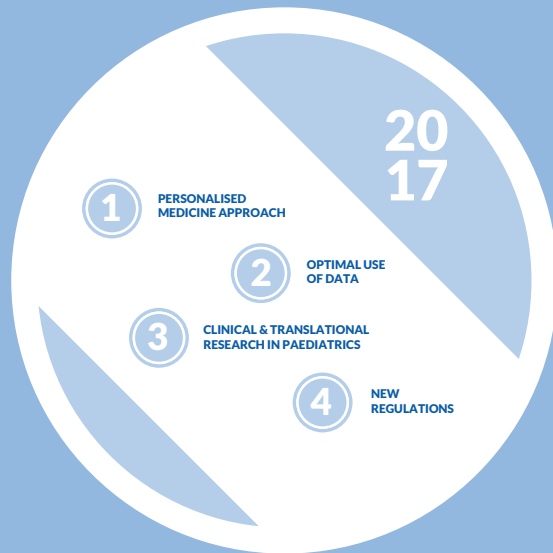 20
17
1
PERSONALISED
MEDICINE APPROACH
2
OPTIMAL USE
OF DATA
3
CLINICAL & TRANSLATIONAL
RESEARCH IN PAEDIATRICS
4
NEW
REGULATIONS